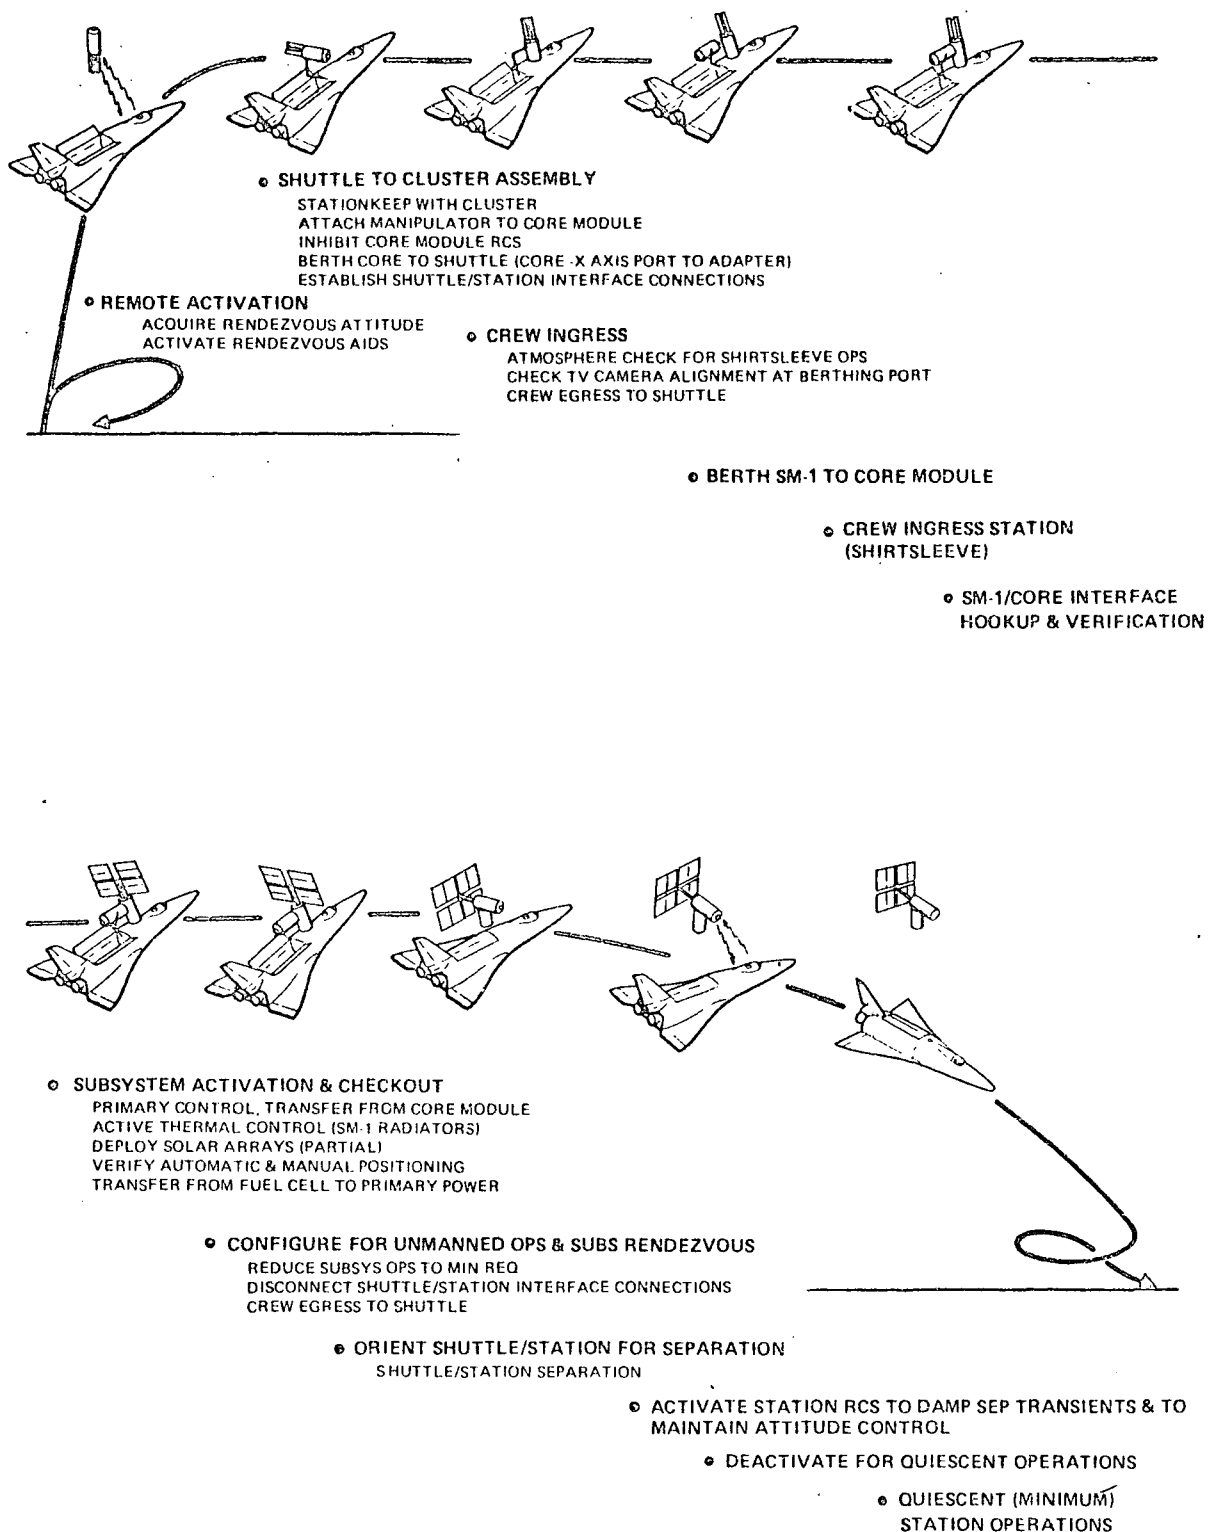 SHUTTLE TO CLUSTER ASSEMBLY
STATIONKEEP WITH CLUSTER
ATTACH MANIPULATOR TO CORE MODULE
INHIBIT CORE MODULE RCS
BERTH CORE TO SHUTTLE (CORE -X AXIS PORT TO ADAPTER)
ESTABLISH SHUTTLE/STATION INTERFACE CONNECTIONS
REMOTE ACTIVATION
ACQUIRE RENDEZVOUS ATTITUDE
ACTIVATE RENDEZVOUS AIDS
CREW INGRESS
ATMOSPHERE CHECK FOR SHIRTSLEEVE OPS
CHECK TV CAMERA ALIGNMENT AT BERTHING PORT
CREW EGRESS TO SHUTTLE
BERTH SM-1 TO CORE MODULE
CREW INGRESS STATION
(SHIRTSLEEVE)
SM-1/CORE INTERFACE
HOOKUP & VERIFICATION
SUBSYSTEM ACTIVATION & CHECKOUT
PRIMARY CONTROL, TRANSFER FROM CORE MODULE
ACTIVE THERMAL CONTROL (SM-1 RADIATORS)
DEPLOY SOLAR ARRAYS (PARTIAL)
VERIFY AUTOMATIC & MANUAL POSITIONING
TRANSFER FROM FUEL CELL TO PRIMARY POWER
CONFIGURE FOR UNMANNED OPS & SUBS RENDEZVOUS
REDUCE SUBSYS OPS TO MIN REQ
DISCONNECT SHUTTLE/STATION INTERFACE CONNECTIONS
CREW EGRESS TO SHUTTLE
ORIENT SHUTTLE/STATION FOR SEPARATION
SHUTTLE/STATION SEPARATION
ACTIVATE STATION RCS TO DAMP SEP TRANSIENTS & TO
MAINTAIN ATTITUDE CONTROL
DEACTIVATE FOR QUIESCENT OPERATIONS
QUIESCENT (MINIMUM)
STATION OPERATIONS